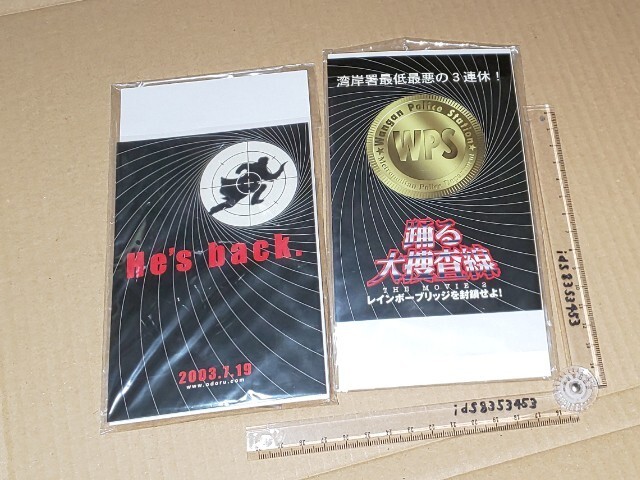 He's back.
2003.7.19
www.odoru.com
湾岸署最低最悪の3連休!
Wangan Police Station
WPS
Metropolitan Police
踊る
大捜査線
THE MOVIE 2
レインボーブリッジを封鎖せよ!
id58353453
id58353453